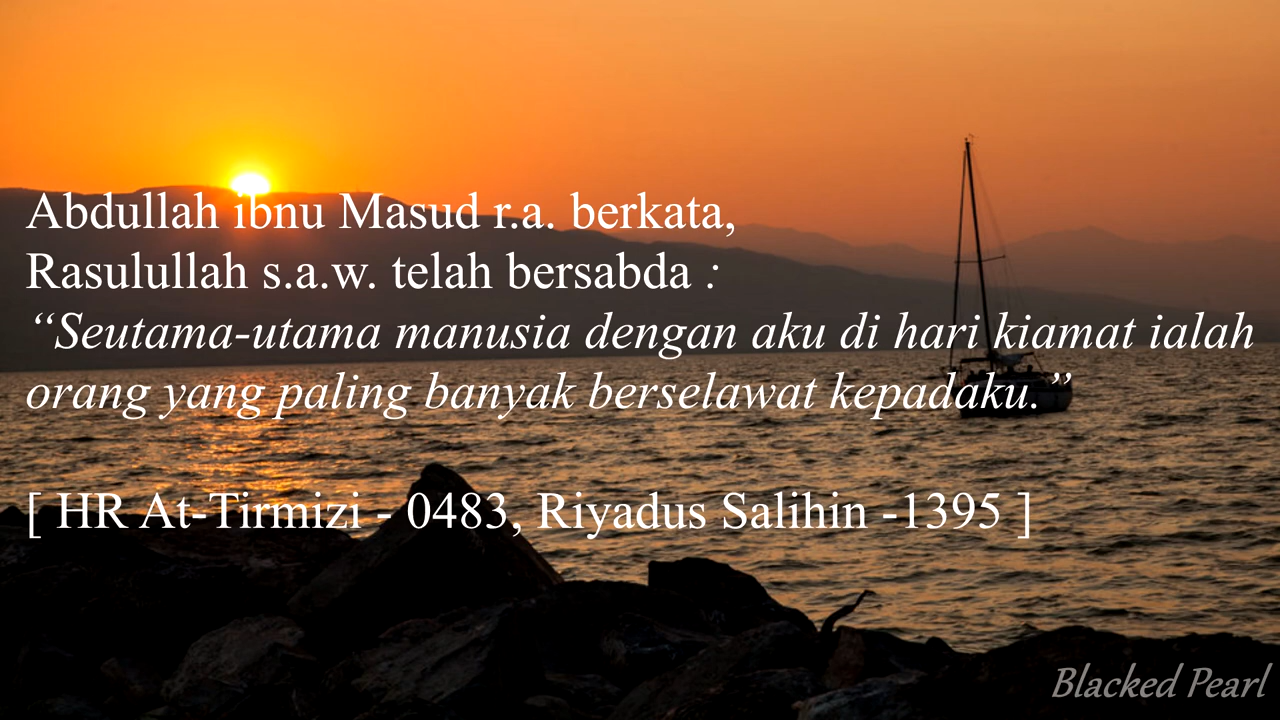 Abdullah ibnu Masud r.a. berkata,
Rasulullah s.a.w. telah bersabda :
“Seutama-utama manusia dengan aku di hari kiamat ialah
orang yang paling banyak berselawat kepadaku.”
[ HR At-Tirmizi - 0483, Riyadus Salihin -1395 ]
Blacked Pearl